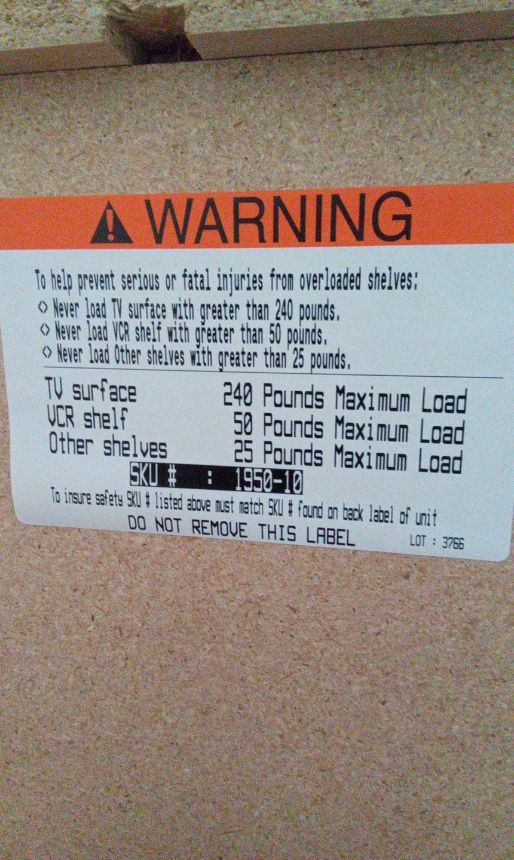 WARNING
To help prevent serious or fatal injuries from overloaded shelves:
◇ Never load TV surface with greater than 240 pounds.
◇ Never load VCR shelf with greater than 50 pounds.
◇ Never load Other shelves with greater than 25 pounds.
TV surface 240 Pounds Maximum Load
VCR shelf 50 Pounds Maximum Load
Other shelves 25 Pounds Maximum Load
SKU # : 1950-10
To insure safety SKU # listed above must match SKU # found on back label of unit
DO NOT REMOVE THIS LABEL LOT : 3766